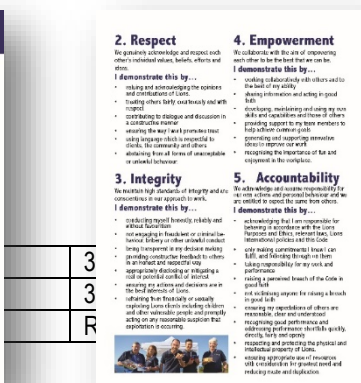 2. Respect
We genuinely acknowledge and respect each
other's individual values, beliefs, efforts and
ideas.
I demonstrate this by…
• valuing and acknowledging the opinions
and contributions of Lions.
• treating others fairly, courteously and with
respect
• contributing to dialogue and discussion in
a constructive manner
• ensuring the way I work promotes trust
• using language which is respectful to
clients, the community and others
• abstaining from all forms of unacceptable
or unlawful behaviour
3. Integrity
We maintain high standards of integrity and are
conscientious in our approach to work.
I demonstrate this by…
• conducting myself honestly, reliably and
without favouritism
• not engaging in fraudulent or criminal be-
haviour, bribery or other unlawful conduct
• being transparent in my decision making
• providing constructive feedback to others
in an honest and respectful way
• appropriately disclosing or mitigating a
real or potential conflict of interest
• ensuring my actions and decisions are in
the best interests of Lions.
• refraining from financially or sexually
exploiting Lions clients including children
and other vulnerable people and promptly
acting on any reasonable suspicion that
exploitation is occurring.
4. Empowerment
We collaborate with the aim of empowering
each other to be the best that we can be.
I demonstrate this by…
• working collaboratively with others and to
the best of my ability
• sharing information and acting in good
faith
• developing, maintaining and using my own
skills and capabilities and those of others
• providing support to my team members to
help achieve common goals
• generating and supporting innovative
ideas to improve our work
• recognising the importance of fun and
enjoyment in the workplace.
5. Accountability
We acknowledge and assume responsibility for
our own actions and personal behaviour and we
are entitled to expect the same from others.
I demonstrate this by…
• acknowledging that I am responsible for
behaving in accordance with the Lions
Purposes and Ethics, relevant laws, Lions
International policies and this Code
• only making commitments I know I can
fulfil, and following through on them
• taking responsibility for my work and
performance
• raising a perceived breach of the Code in
good faith
• not victimising anyone for raising a breach
in good faith
• ensuring my expectations of others are
reasonable, clear and understood
• recognising good performance and
addressing performance shortfalls quickly,
directly, fairly and openly
• respecting and protecting the physical and
intellectual property of Lions.
• ensuring appropriate use of resources
with consideration for greatest need and
reducing waste and duplication
3
3
R